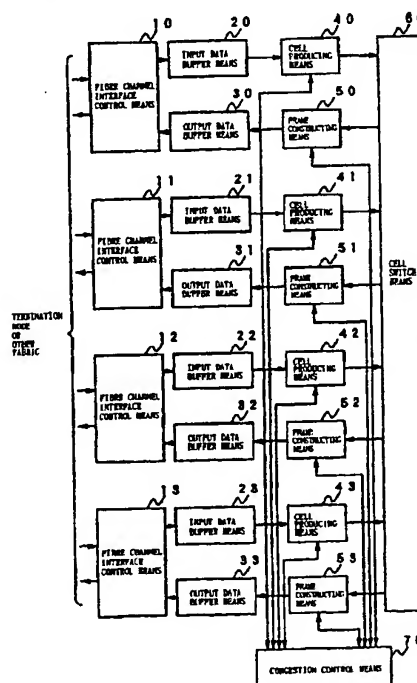 10
20
40
60
FIBRE CHANNEL
INTERFACE
CONTROL MEANS
INPUT DATA
BUFFER MEANS
CELL
PRODUCING
MEANS
30
50
OUTPUT DATA
BUFFER MEANS
FRAME
CONSTRUCTING
MEANS
11
21
41
FIBRE CHANNEL
INTERFACE
CONTROL MEANS
INPUT DATA
BUFFER MEANS
CELL
PRODUCING
MEANS
31
51
OUTPUT DATA
BUFFER MEANS
FRAME
CONSTRUCTING
MEANS
CELL
SWITCH
MEANS
TERMINATION
NODE
OF
OTHER
FABRIC
12
22
42
FIBRE CHANNEL
INTERFACE
CONTROL MEANS
INPUT DATA
BUFFER MEANS
CELL
PRODUCING
MEANS
32
52
OUTPUT DATA
BUFFER MEANS
FRAME
CONSTRUCTING
MEANS
13
23
43
FIBRE CHANNEL
INTERFACE
CONTROL MEANS
INPUT DATA
BUFFER MEANS
CELL
PRODUCING
MEANS
33
53
OUTPUT DATA
BUFFER MEANS
FRAME
CONSTRUCTING
MEANS
70
CONGESTION CONTROL MEANS